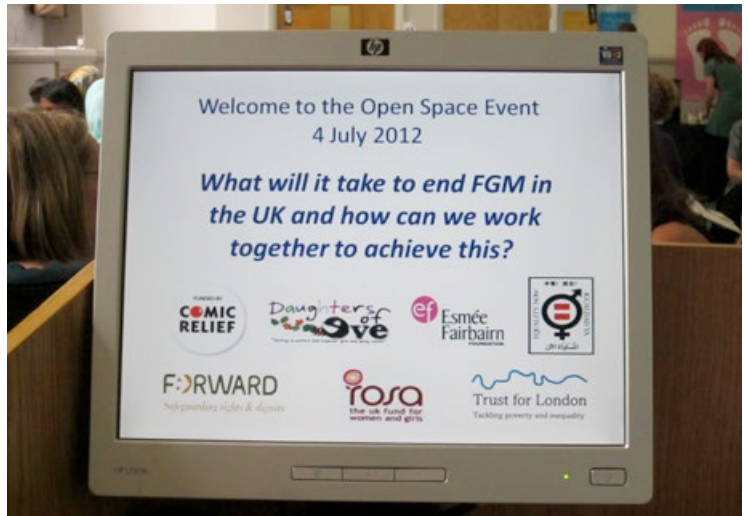 hp
Welcome to the Open Space Event
4 July 2012
What will it take to end FGM in
the UK and how can we work
together to achieve this?
FUNDED BY
COMIC
RELIEF
Daughters
of
eve
EQUALITY NOW
ef Esmée
Fairbairn
FOUNDATION
FORWARD
Safeguarding rights & dignity
rosa
the uk fund for
women and girls
Trust for London
Tackling poverty and inequality